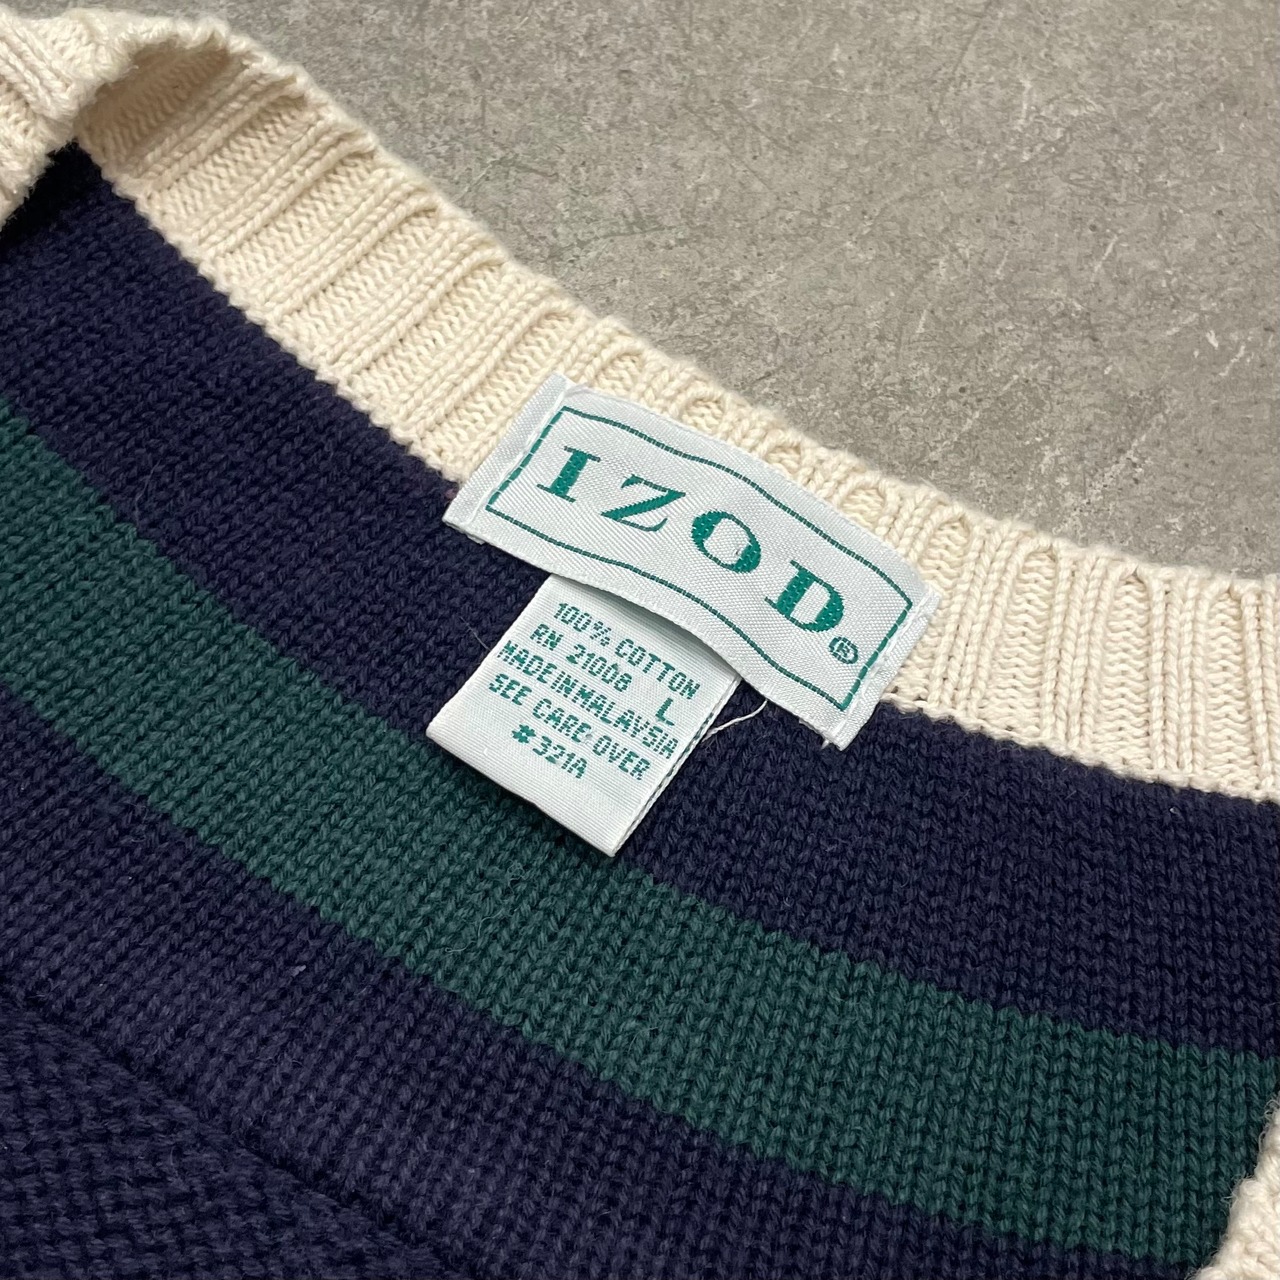 IZOD®
100% COTTON
RN 21008 L
MADE IN MALAYSIA
SEE CARE OVER
#321A